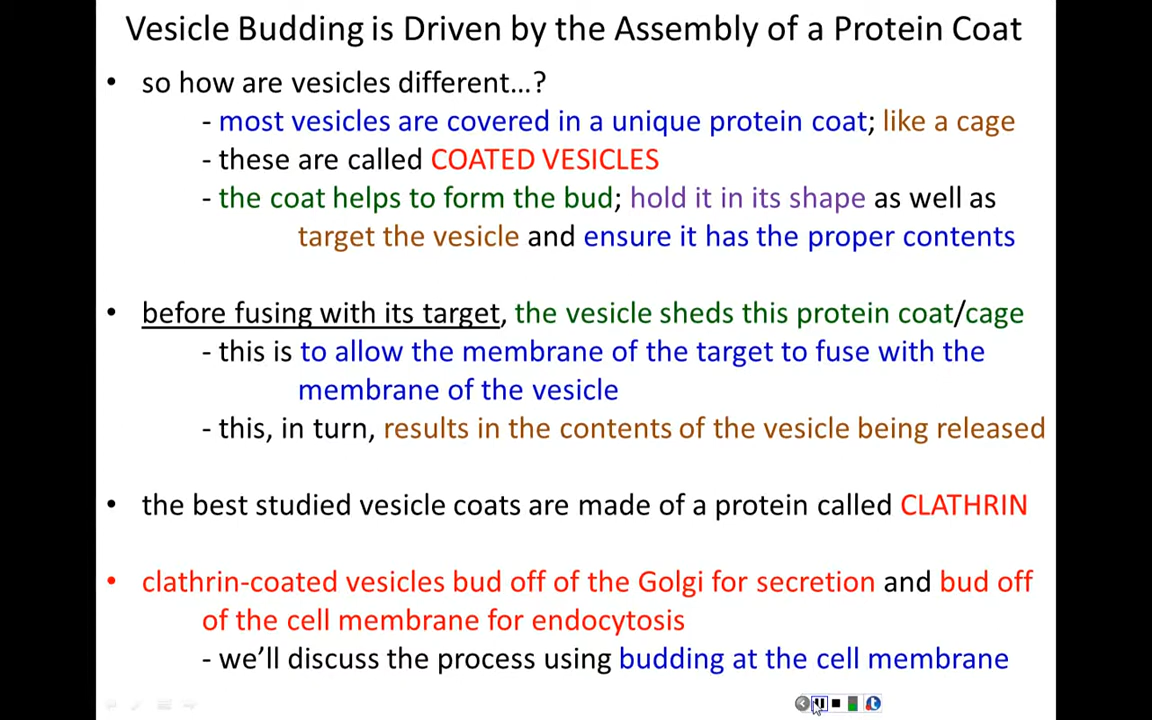 Vesicle Budding is Driven by the Assembly of a Protein Coat
• so how are vesicles different...?
- most vesicles are covered in a unique protein coat; like a cage
- these are called COATED VESICLES
- the coat helps to form the bud; hold it in its shape as well as
target the vesicle and ensure it has the proper contents
• before fusing with its target, the vesicle sheds this protein coat/cage
- this is to allow the membrane of the target to fuse with the
membrane of the vesicle
- this, in turn, results in the contents of the vesicle being released
• the best studied vesicle coats are made of a protein called CLATHRIN
• clathrin-coated vesicles bud off of the Golgi for secretion and bud off
of the cell membrane for endocytosis
- we'll discuss the process using budding at the cell membrane